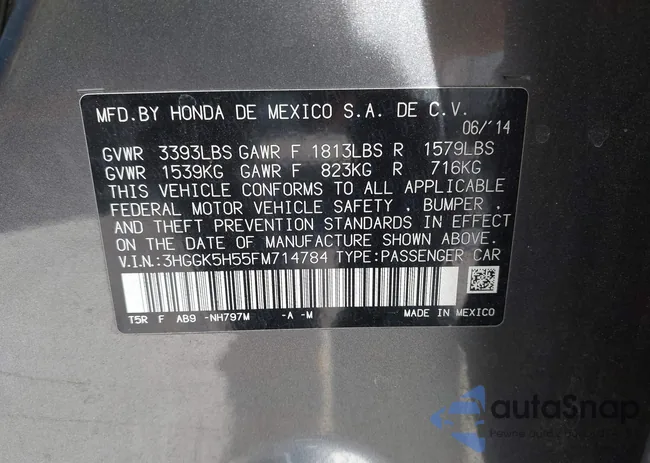 MFD.BY HONDA DE MEXICO S.A. DE C.V.
06/'14
GVWR 3393LBS GAWR F 1813LBS R 1579LBS
GVWR 1539KG GAWR F 823KG R 716KG
THIS VEHICLE CONFORMS TO ALL APPLICABLE
FEDERAL MOTOR VEHICLE SAFETY , BUMPER ,
AND THEFT PREVENTION STANDARDS IN EFFECT
ON THE DATE OF MANUFACTURE SHOWN ABOVE.
V.I.N:3HGGK5H55FM714784 TYPE:PASSENGER CAR
T5R F AB9 -NH797M -A -M MADE IN MEXICO
autaSnap